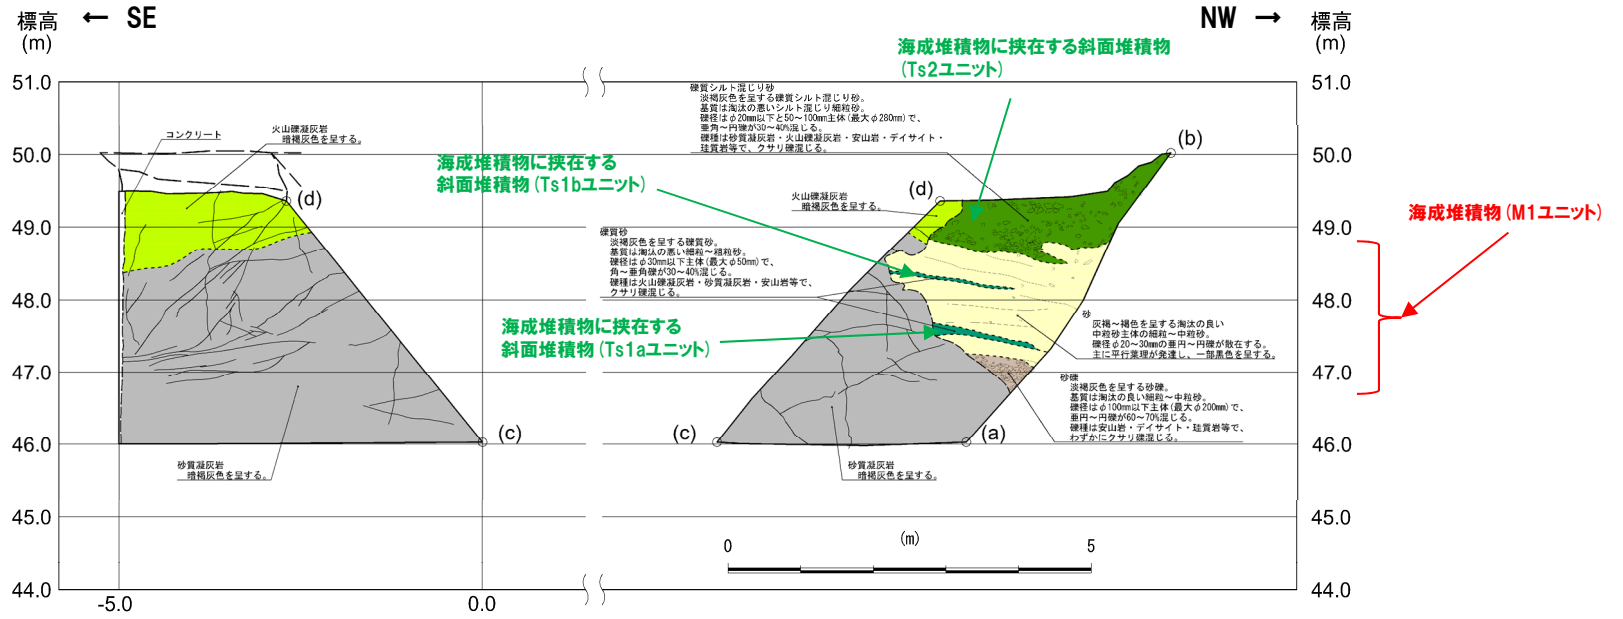 標高
(m)
← SE
NW →
標高
(m)
海成堆積物に挟在する斜面堆積物
(Ts2ユニット)
51.0
50.0
49.0
48.0
47.0
46.0
45.0
44.0
51.0
50.0
49.0
48.0
47.0
46.0
45.0
44.0
コンクリート
火山礫凝灰岩
暗褐灰色を呈する。
(d)
(c)
砂質凝灰岩
暗褐灰色を呈する。
-5.0
0.0
礫質シルト混じり砂
淡褐灰色を呈する礫質シルト混じり砂。
基質は淘汰の悪いシルト混じり細粒砂。
礫径はφ20mm以下と50~100mm主体(最大φ280mm)で、
亜角~円礫が30~40%混じる。
礫種は砂質凝灰岩・火山礫凝灰岩・安山岩・デイサイト・
珪質岩等で、クサリ礫混じる。
海成堆積物に挟在する
斜面堆積物(Ts1bユニット)
(b)
(d)
火山礫凝灰岩
暗褐灰色を呈する。
海成堆積物(M1ユニット)
礫質砂
淡褐灰色を呈する礫質砂。
基質は淘汰の悪い細粒~粗粒砂。
礫径はφ30mm以下主体(最大φ50mm)で、
角~亜角礫が30~40%混じる。
礫種は火山礫凝灰岩・砂質凝灰岩・安山岩等で、
クサリ礫混じる。
海成堆積物に挟在する
斜面堆積物(Ts1aユニット)
砂
灰褐~褐色を呈する淘汰の良い
中粒砂主体の細粒~中粒砂。
礫径φ20~30mmの亜円~円礫が散在する。
主に平行葉理が発達し、一部黒色を呈する。
砂礫
淡褐灰色を呈する砂礫。
基質は淘汰の良い細粒~中粒砂。
礫径はφ100mm以下主体(最大φ200mm)で、
亜円~円礫が60~70%混じる。
礫種は安山岩・デイサイト・珪質岩等で、
わずかにクサリ礫混じる。
(c)
(a)
砂質凝灰岩
暗褐灰色を呈する。
0
(m)
5